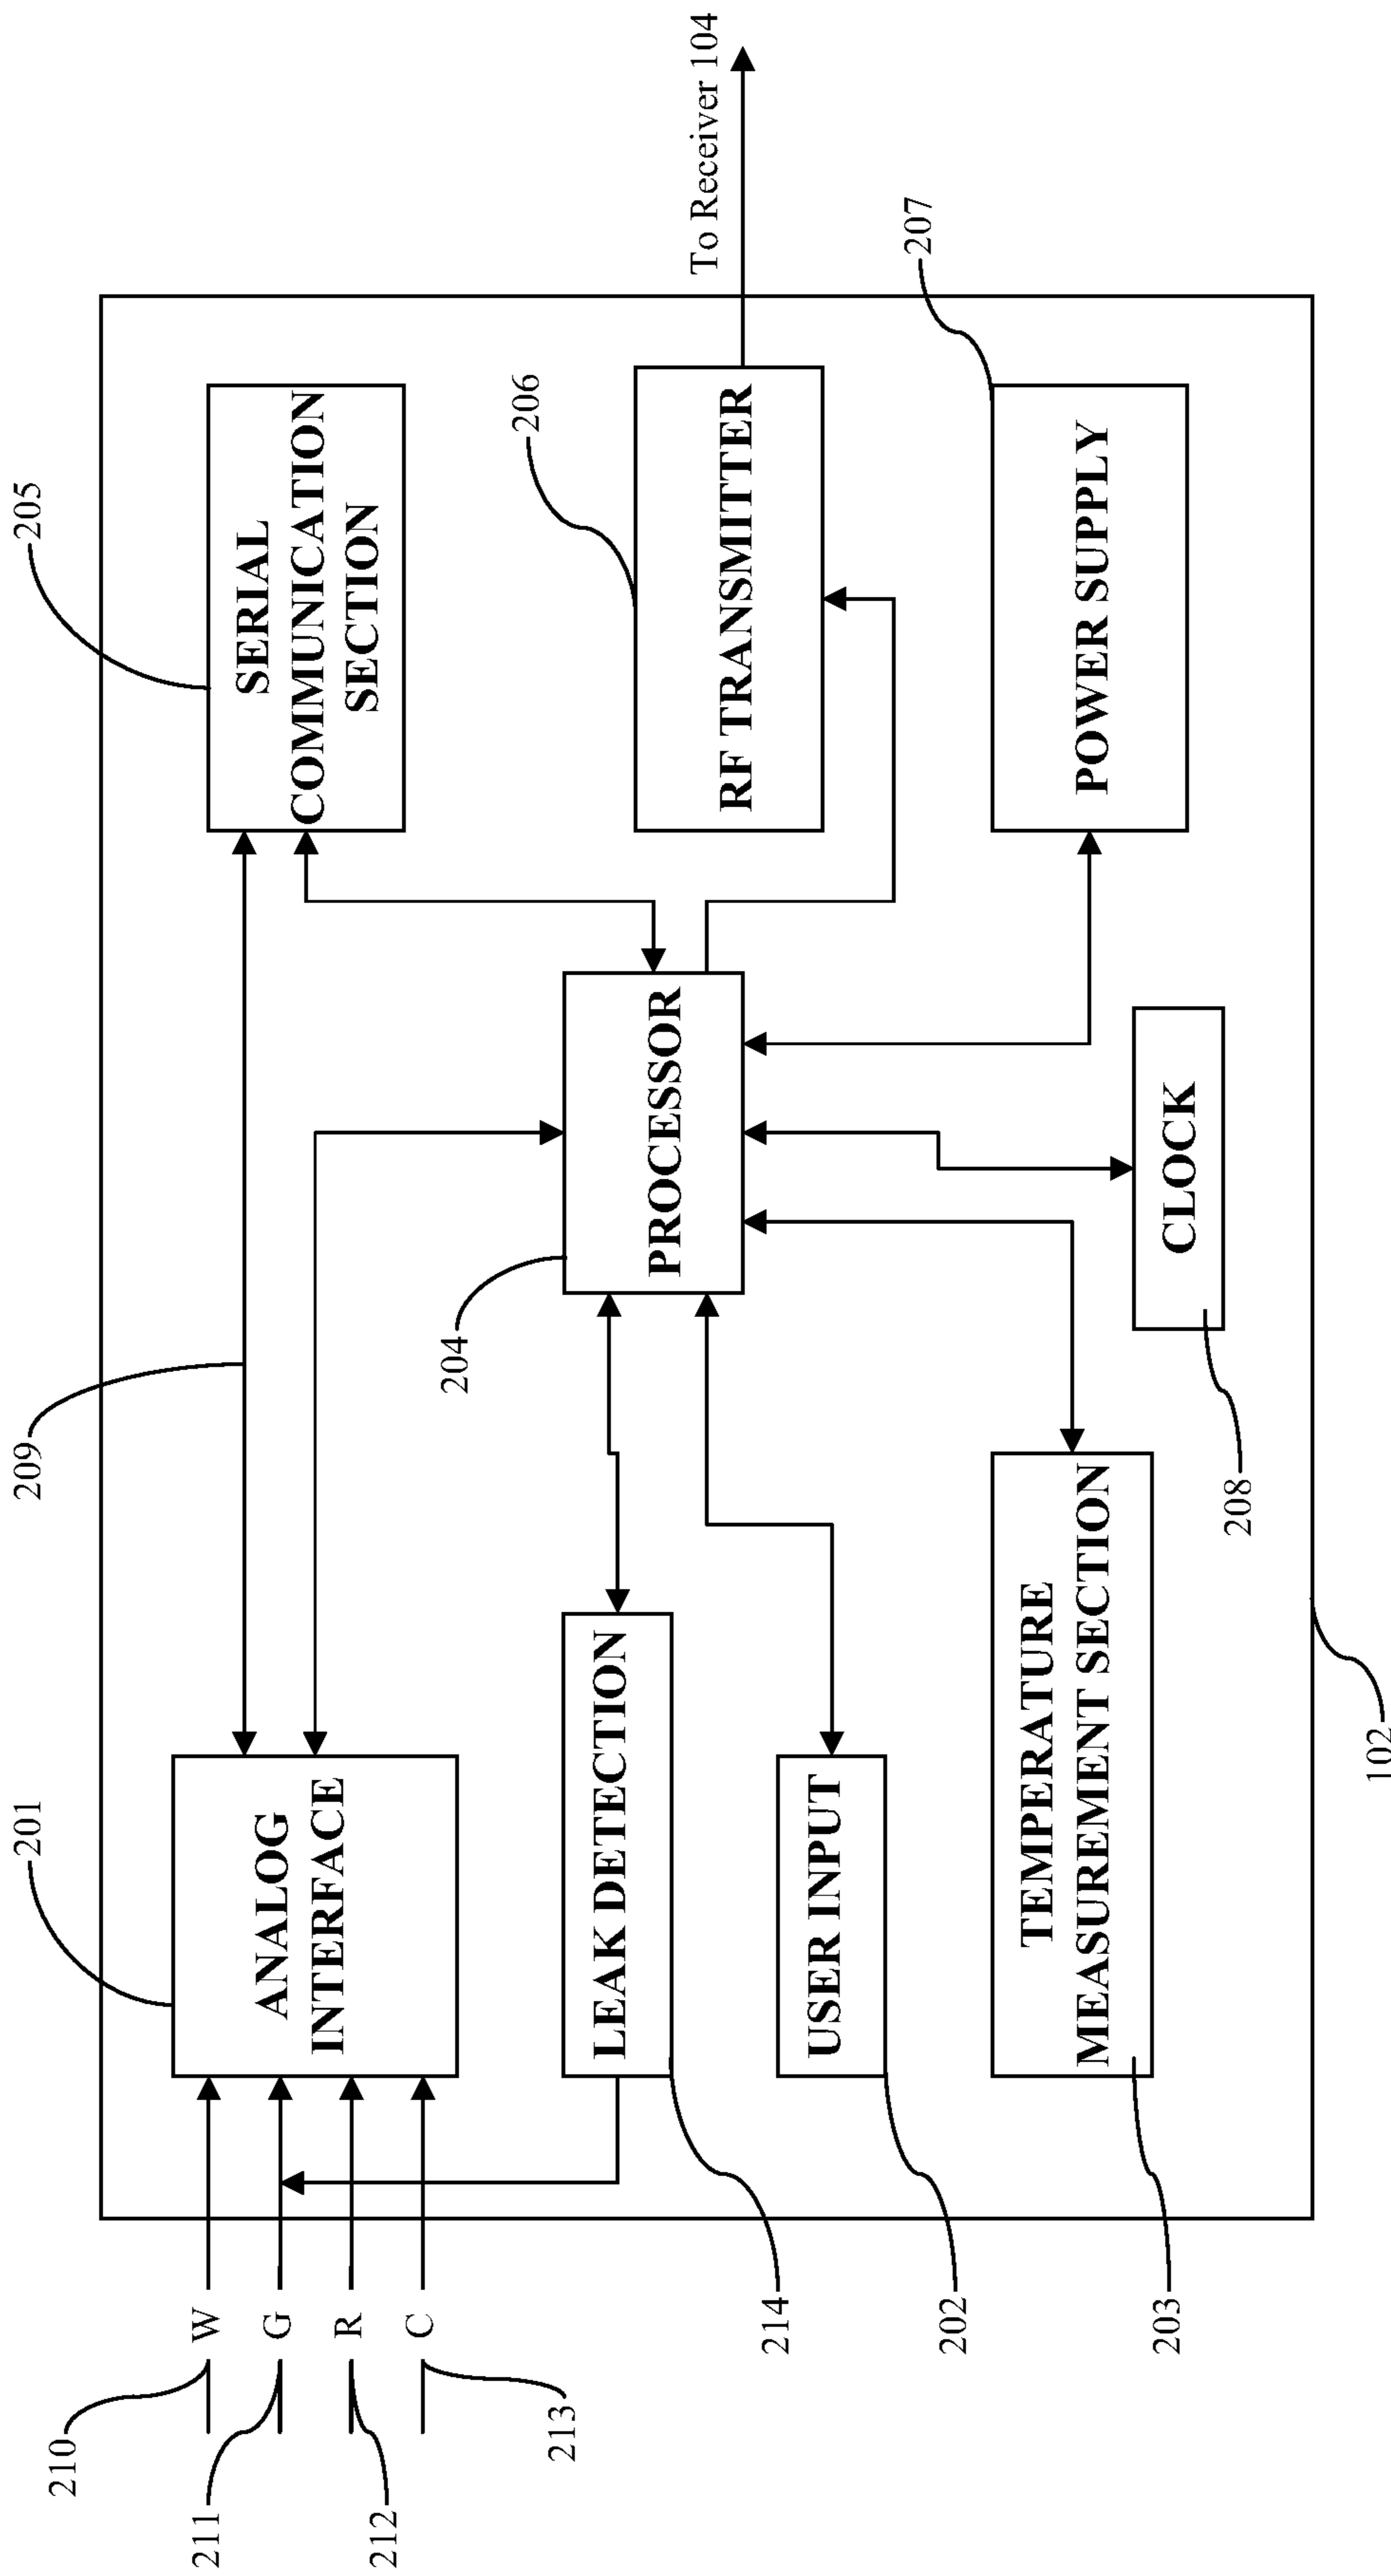 209
205
201
210
W
ANALOG
INTERFACE
SERIAL
COMMUNICATION
SECTION
211
G
212
R
213
C
204
206
To Receiver 104
LEAK DETECTION
PROCESSOR
RF TRANSMITTER
214
USER INPUT
202
207
TEMPERATURE
MEASUREMENT SECTION
POWER SUPPLY
203
CLOCK
208
102